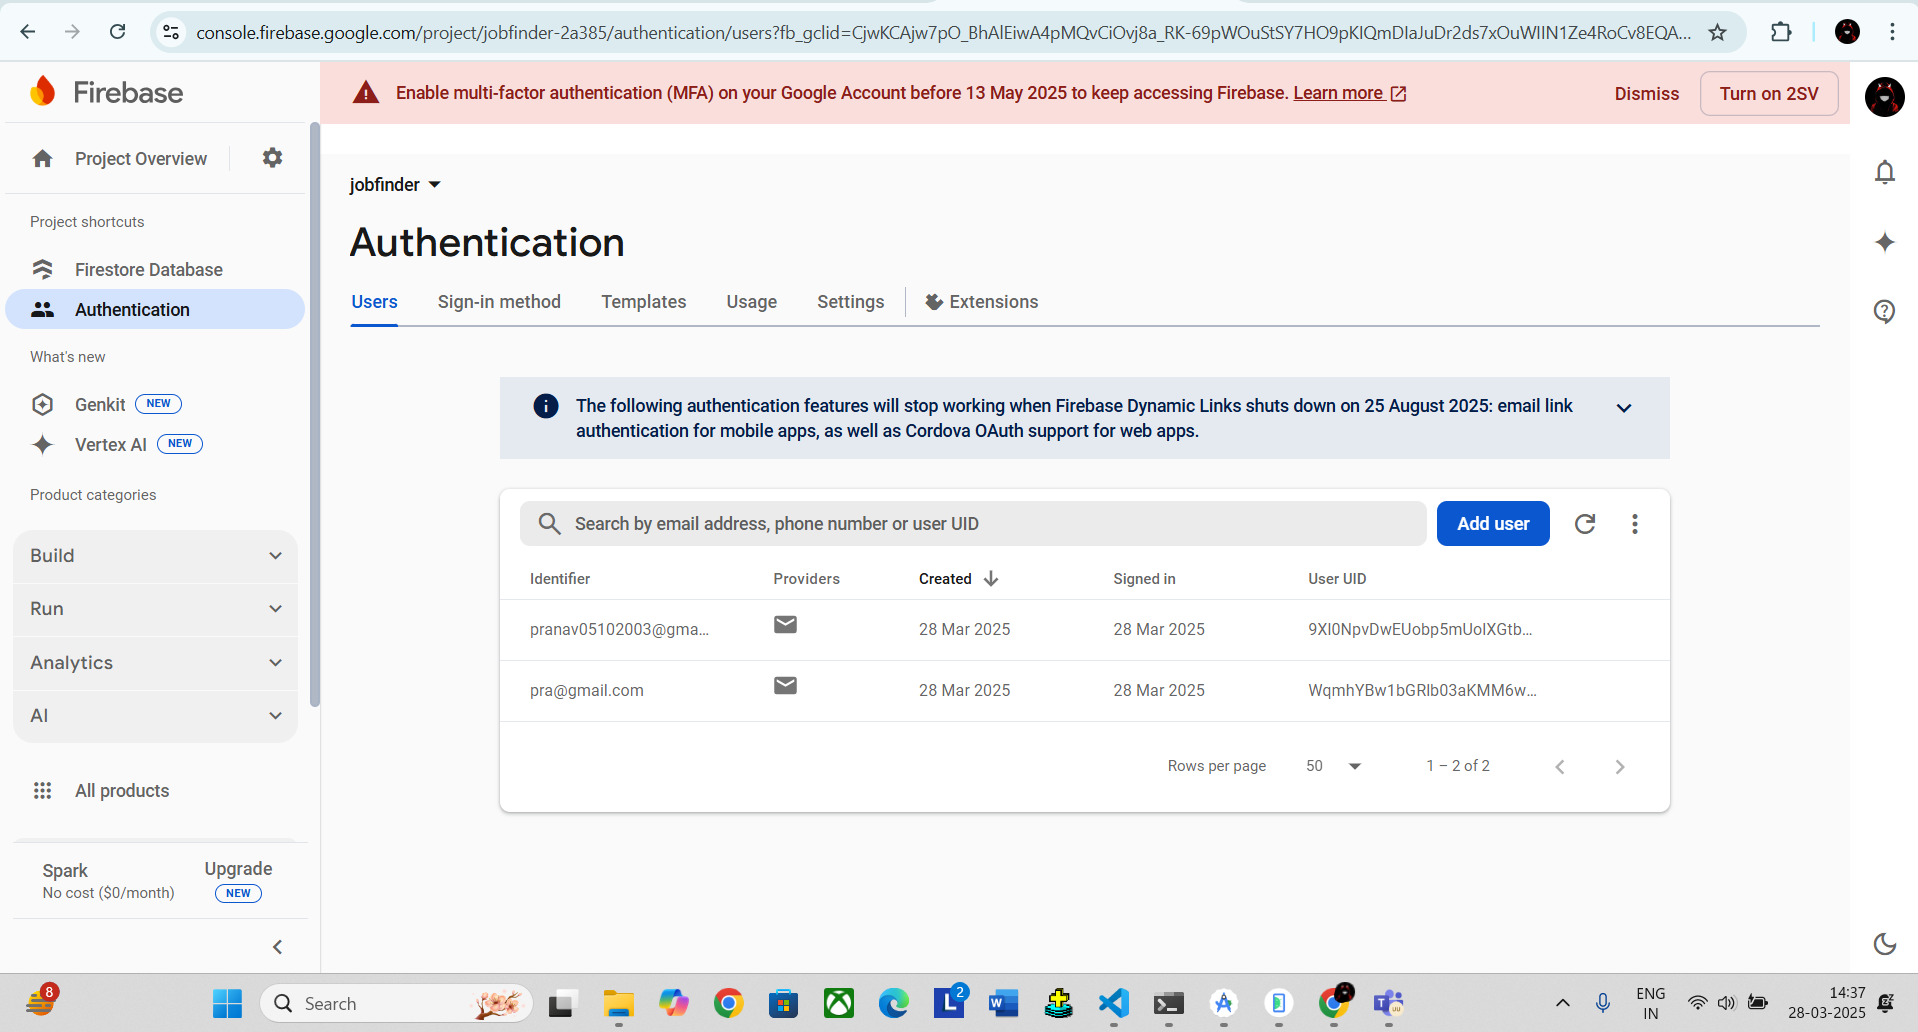 console.firebase.google.com/project/jobfinder-2a385/authentication/users?fb_gclid=CjwKCAjw7pO_BhAlEiwA4pMQvCiOvj8a_RK-69pWOuStSY7HO9pKIQmDlaJuDr2ds7xOuWIIN1Ze4RoCv8EQA...
Firebase
Enable multi-factor authentication (MFA) on your Google Account before 13 May 2025 to keep accessing Firebase. Learn more
Dismiss
Turn on 2SV
Project Overview
jobfinder
Project shortcuts
Authentication
Firestore Database
Authentication
Users
Sign-in method
Templates
Usage
Settings
Extensions
What's new
Genkit NEW
Vertex AI NEW
The following authentication features will stop working when Firebase Dynamic Links shuts down on 25 August 2025: email link
authentication for mobile apps, as well as Cordova OAuth support for web apps.
Product categories
Build
Run
Analytics
AI
All products
Search by email address, phone number or user UID
Add user
Identifier Providers Created Signed in User UID
pranav05102003@gma... 28 Mar 2025 28 Mar 2025 9XI0NpvDwEUobp5mUoIXGtb...
pra@gmail.com 28 Mar 2025 28 Mar 2025 WqmhYBw1bGRlb03aKMM6w...
Rows per page 50 1 – 2 of 2
Spark
No cost ($0/month)
Upgrade
NEW
8
Search
2
ENG
IN
14:37
28-03-2025